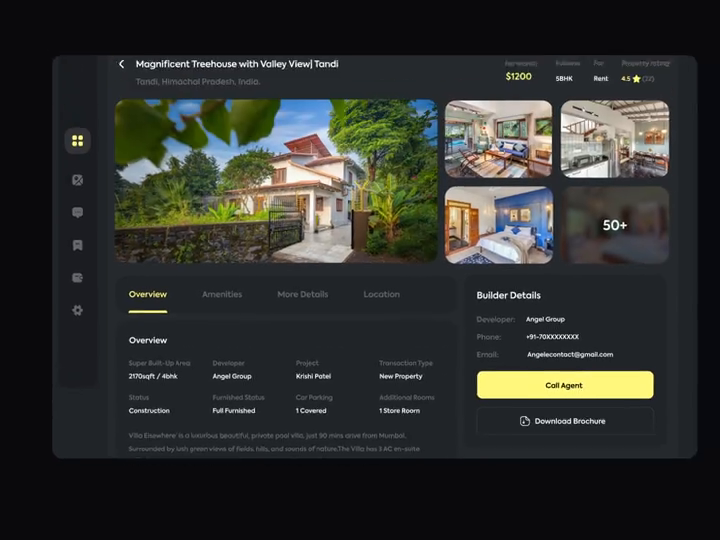 Magnificent Treehouse with Valley View| Tandi
Tandi, Himachal Pradesh, India.
For
Property rating
$1200
5BHK
Rent
4.5 (22)
50+
Overview
Amenities
More Details
Location
Overview
Super Built-Up Area
Developer
Project
Transaction Type
2170sqft / 4bhk
Angel Group
Krishi Patel
New Property
Status
Furnished Status
Car Parking
Additional Rooms
Construction
Full Furnished
1 Covered
1 Store Roorn
Villa Elsewhere' is a luxurious beautiful, private pool villa, just 90 mins drive from Mumbai,
Surrounded by lush green views of fields, hills, and sounds of nature.The Villa has 3 AC en-suite
Builder Details
Developer: Angel Group
Phone: +91-70XXXXXXXX
Email: Angelecontact@gmail.com
Call Agent
Download Brochure